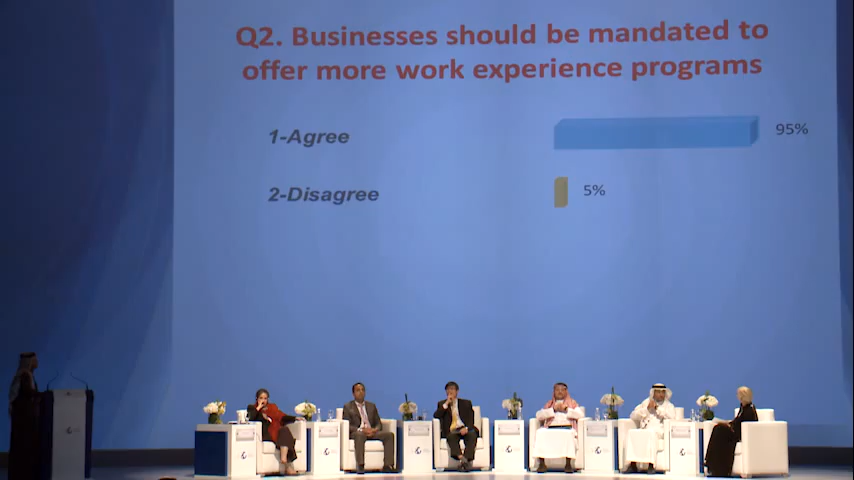 Q2. Businesses should be mandated to
offer more work experience programs
1-Agree
95%
2-Disagree
5%